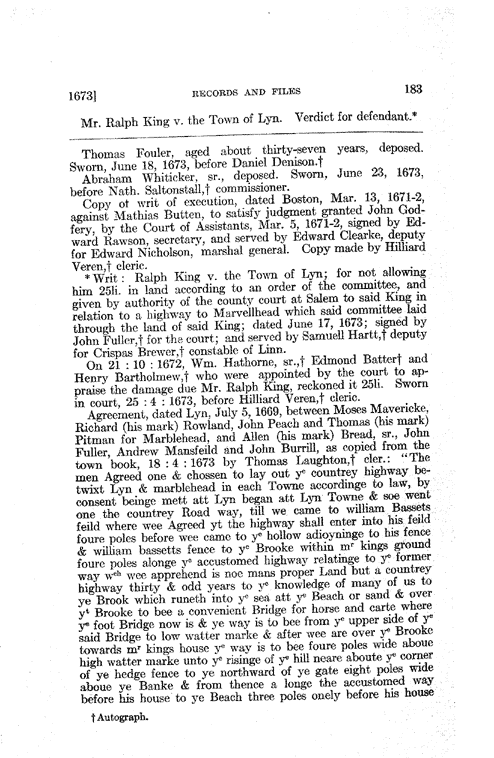 1673] RECORDS AND FILES 183
Mr. Ralph King v. the Town of Lyn. Verdict for defendant.*
Thomas Fouler, aged about thirty-seven years, deposed.
Sworn, June 18, 1673, before Daniel Denison.†
Abraham Whiticker, sr., deposed. Sworn, June 23, 1673,
before Nath. Saltonstall,† commissioner.
Copy ot writ of execution, dated Boston, Mar. 13, 1671-2,
against Mathias Butten, to satisfy judgment granted John God-
fery, by the Court of Assistants, Mar. 5, 1671-2, signed by Ed-
ward Rawson, secretary, and served by Edward Clearke, deputy
for Edward Nicholson, marshal general. Copy made by Hilliard
Veren,† cleric.
*Writ: Ralph King v. the Town of Lyn; for not allowing
him 25li. in land according to an order of the committee, and
given by authority of the county court at Salem to said King in
relation to a highway to Marvellhead which said committee laid
through the land of said King; dated June 17, 1673; signed by
John Fuller,† for the court; and served by Samuell Hartt,† deputy
for Crispas Brewer,† constable of Linn.
On 21 : 10 : 1672, Wm. Hathorne, sr.,† Edmond Batter† and
Henry Bartholmew,† who were appointed by the court to ap-
praise the damage due Mr. Ralph King, reckoned it 25li. Sworn
in court, 25 : 4 : 1673, before Hilliard Veren,† cleric.
Agreement, dated Lyn, July 5, 1669, between Moses Mavericke,
Richard (his mark) Rowland, John Peach and Thomas (his mark)
Pitman for Marblehead, and Allen (his mark) Bread, sr., John
Fuller, Andrew Mansfeild and John Burrill, as copied from the
town book, 18 : 4 : 1673 by Thomas Laughton,† cler.: "The
men Agreed one & chossen to lay out yᵉ countrey highway be-
twixt Lyn & marblehead in each Towne accordinge to law, by
consent beinge mett att Lyn began att Lyn Towne & soe went
one the countrey Road way, till we came to william Bassets
feild where wee Agreed yt the highway shall enter into his feild
foure poles before wee came to yᵉ hollow adioyninge to his fence
& william bassetts fence to yᵉ Brooke within mʳ kings ground
foure poles alonge yᵉ accustomed highway relatinge to yᵉ former
way wᶜʰ wee apprehend is noe mans proper Land but a countrey
highway thirty & odd years to yᵉ knowledge of many of us to
ye Brook which runeth into yᵉ sea att yᵉ Beach or sand & over
yᵗ Brooke to bee a convenient Bridge for horse and carte where
yᵉ foot Bridge now is & ye way is to bee from yᵉ upper side of yᵉ
said Bridge to low watter marke & after wee are over yᵉ Brooke
towards mʳ kings house yᵉ way is to bee foure poles wide aboue
high watter marke unto yᵉ risinge of yᵉ hill neare aboute yᵉ corner
of ye hedge fence to ye northward of ye gate eight poles wide
aboue ye Banke & from thence a longe the accustomed way
before his house to ye Beach three poles onely before his house
†Autograph.